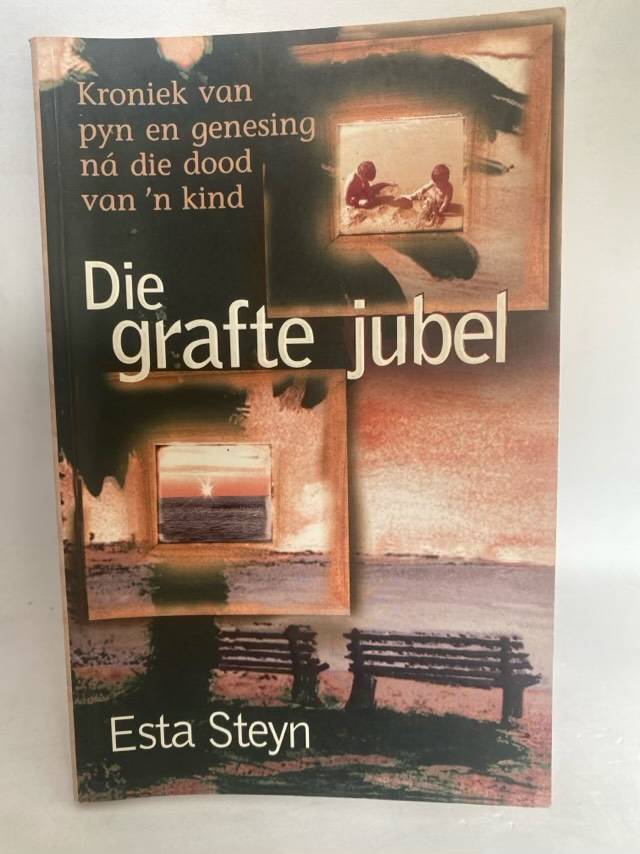 Kroniek van
pyn en genesing
ná die dood
van 'n kind
Die
grafte jubel
Esta Steyn